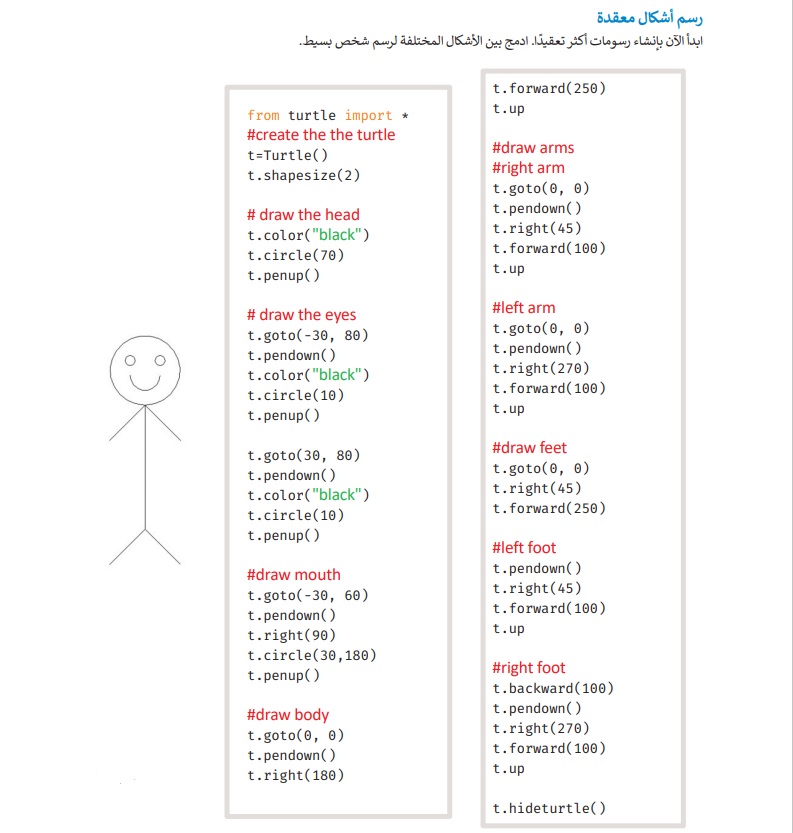 رسم أشكال معقدة
ابدأ الآن بإنشاء رسومات أكثر تعقيدًا. ادمج بين الأشكال المختلفة لرسم شخص بسيط.
from turtle import *
#create the the turtle
t=Turtle()
t.shapesize(2)
# draw the head
t.color("black")
t.circle(70)
t.penup()
# draw the eyes
t.goto(-30, 80)
t.pendown()
t.color("black")
t.circle(10)
t.penup()
t.goto(30, 80)
t.pendown()
t.color("black")
t.circle(10)
t.penup()
#draw mouth
t.goto(-30, 60)
t.pendown()
t.right(90)
t.circle(30,180)
t.penup()
#draw body
t.goto(0, 0)
t.pendown()
t.right(180)
t.forward(250)
t.up
#draw arms
#right arm
t.goto(0, 0)
t.pendown()
t.right(45)
t.forward(100)
t.up
#left arm
t.goto(0, 0)
t.pendown()
t.right(270)
t.forward(100)
t.up
#draw feet
t.goto(0, 0)
t.right(45)
t.forward(250)
#left foot
t.pendown()
t.right(45)
t.forward(100)
t.up
#right foot
t.backward(100)
t.pendown()
t.right(270)
t.forward(100)
t.up
t.hideturtle()